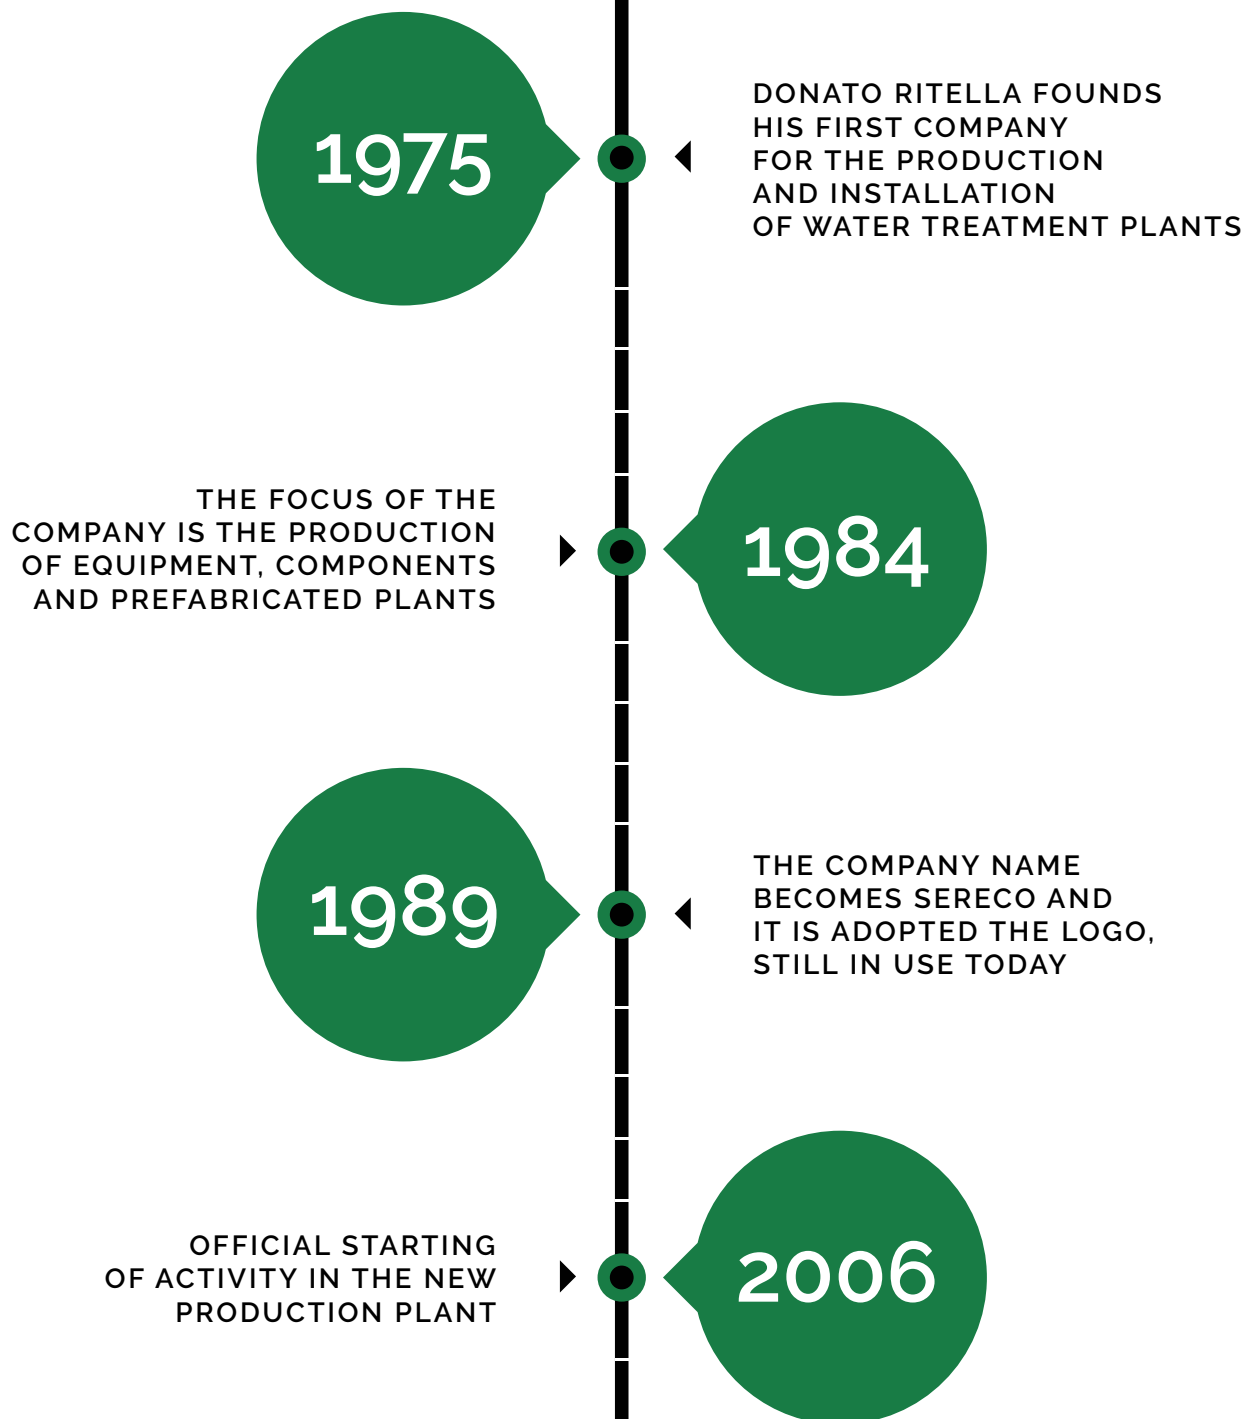 1975
DONATO RITELLA FOUNDS
HIS FIRST COMPANY
FOR THE PRODUCTION
AND INSTALLATION
OF WATER TREATMENT PLANTS
THE FOCUS OF THE
COMPANY IS THE PRODUCTION
OF EQUIPMENT, COMPONENTS
AND PREFABRICATED PLANTS
1984
1989
THE COMPANY NAME
BECOMES SERECO AND
IT IS ADOPTED THE LOGO,
STILL IN USE TODAY
OFFICIAL STARTING
OF ACTIVITY IN THE NEW
PRODUCTION PLANT
2006